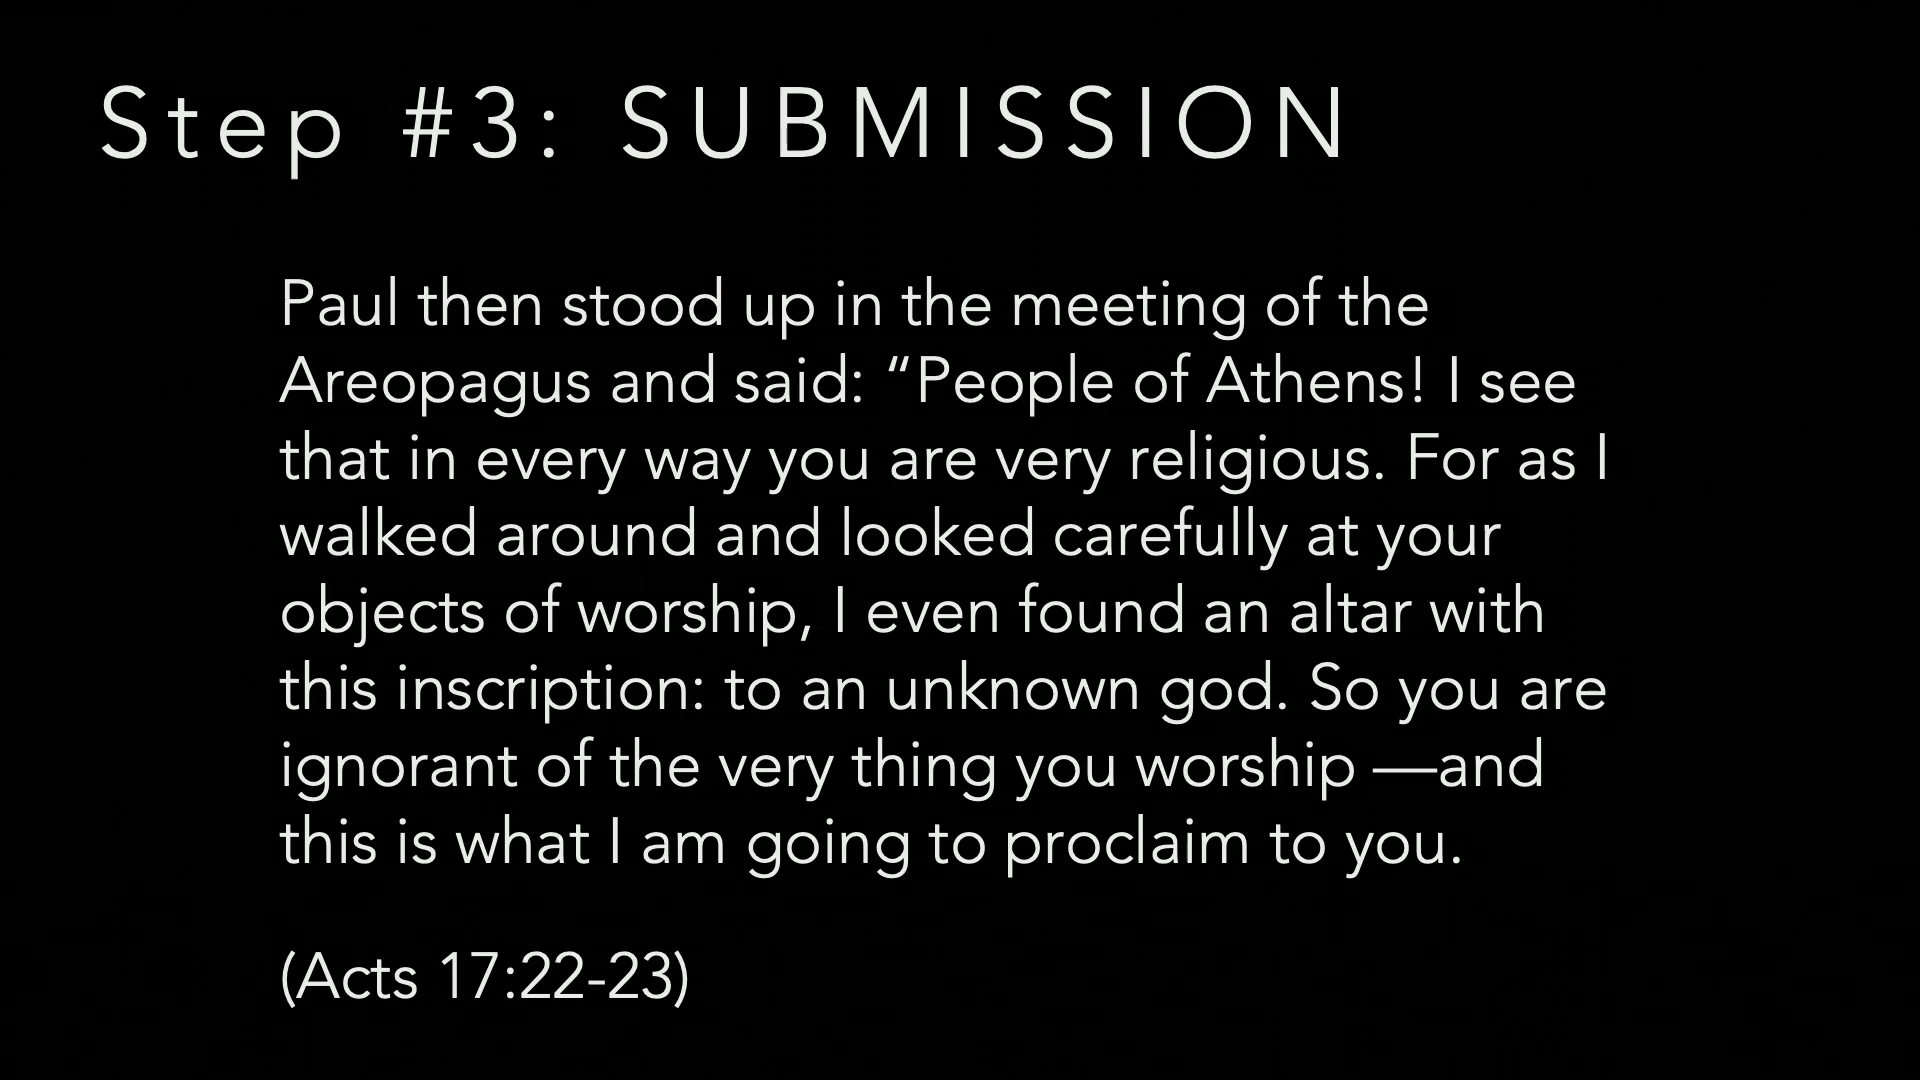 Step #3: SUBMISSION
Paul then stood up in the meeting of the
Areopagus and said: “People of Athens! I see
that in every way you are very religious. For as I
walked around and looked carefully at your
objects of worship, I even found an altar with
this inscription: to an unknown god. So you are
ignorant of the very thing you worship —and
this is what I am going to proclaim to you.
(Acts 17:22-23)